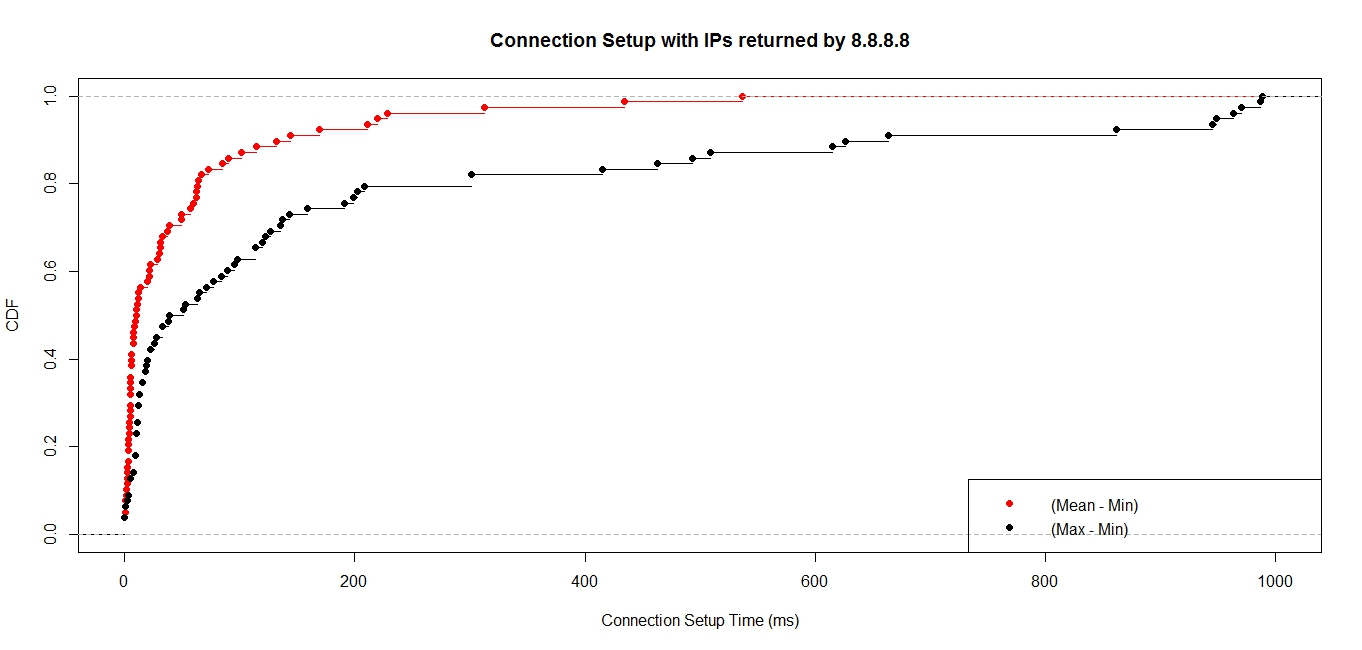 Connection Setup with IPs returned by 8.8.8.8
CDF
1.0
0.8
0.6
0.4
0.2
0.0
(Mean - Min)
(Max - Min)
0 200 400 600 800 1000
Connection Setup Time (ms)